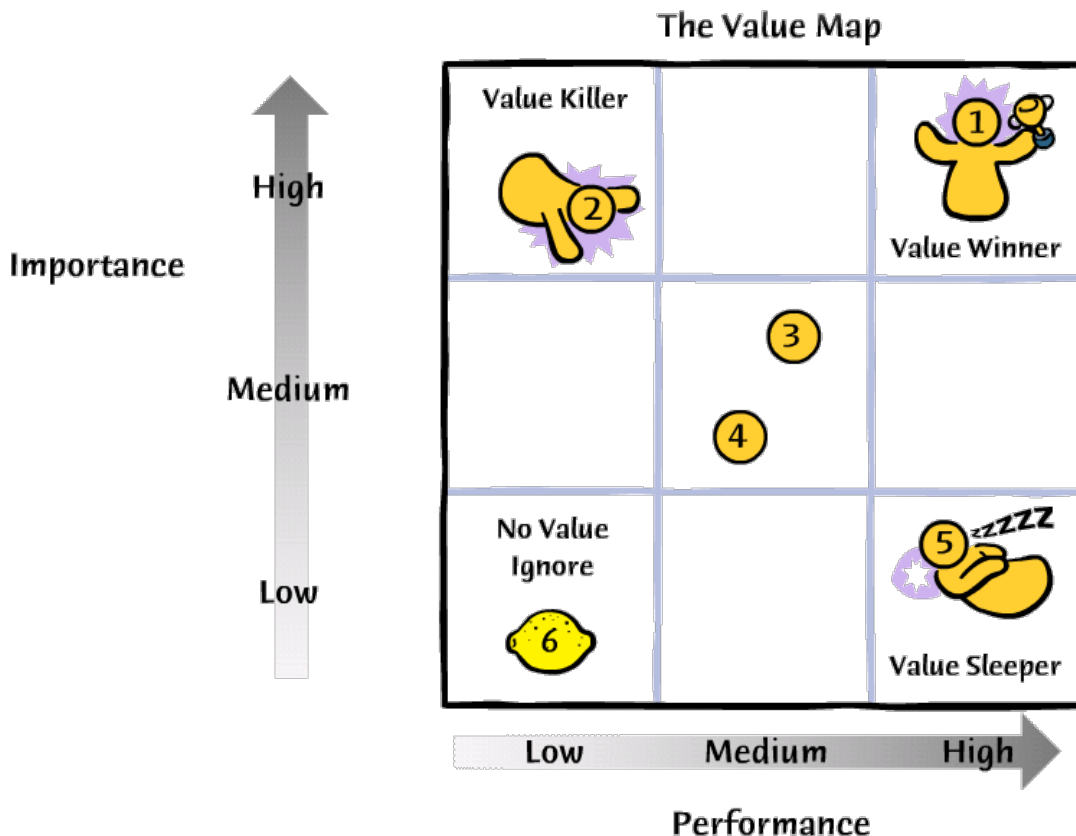 The Value Map
Value Killer
1
2
High
Value Winner
Importance
3
Medium
4
No Value
Ignore
zzZZZZ
5
Low
6
Value Sleeper
Low
Medium
High
Performance